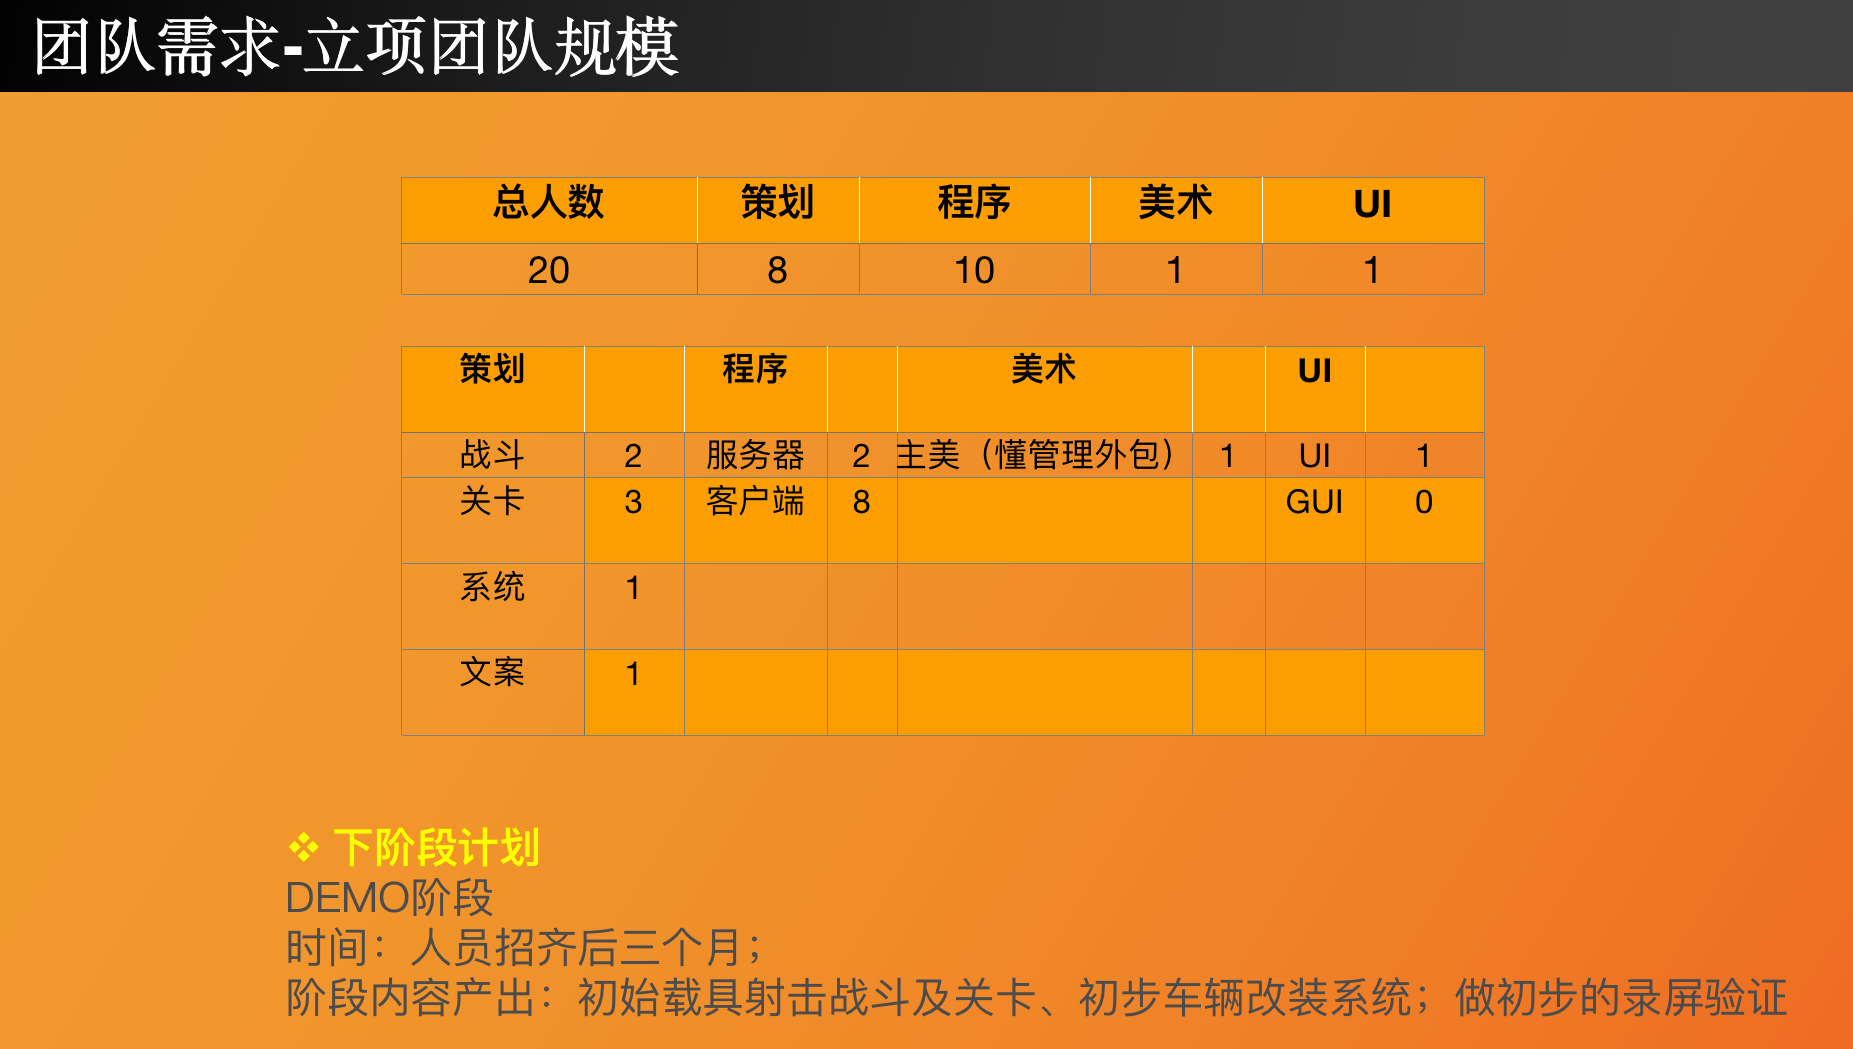 团队需求-立项团队规模
总人数 策划 程序 美术 UI
20 8 10 1 1
策划 程序 美术 UI
战斗 2 服务器 2 主美（懂管理外包） 1 UI 1
关卡 3 客户端 8 GUI 0
系统 1
文案 1
❖ 下阶段计划
DEMO阶段
时间：人员招齐后三个月；
阶段内容产出：初始载具射击战斗及关卡、初步车辆改装系统；做初步的录屏验证